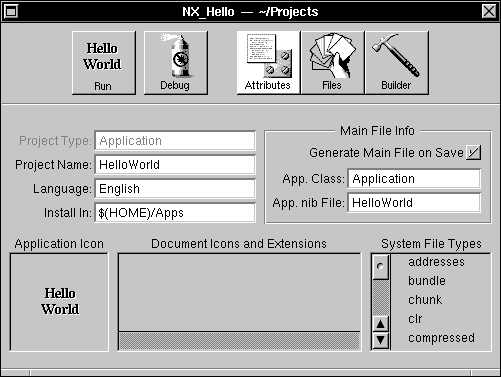 NX_Hello — ~/Projects
Hello
World
Run
Debug
Attributes
Files
Builder
Project Type: Application
Project Name: HelloWorld
Language: English
Install In: $(HOME)/Apps
Main File Info
Generate Main File on Save
App. Class: Application
App. nib File: HelloWorld
Application Icon
Hello
World
Document Icons and Extensions
System File Types
addresses
bundle
chunk
clr
compressed